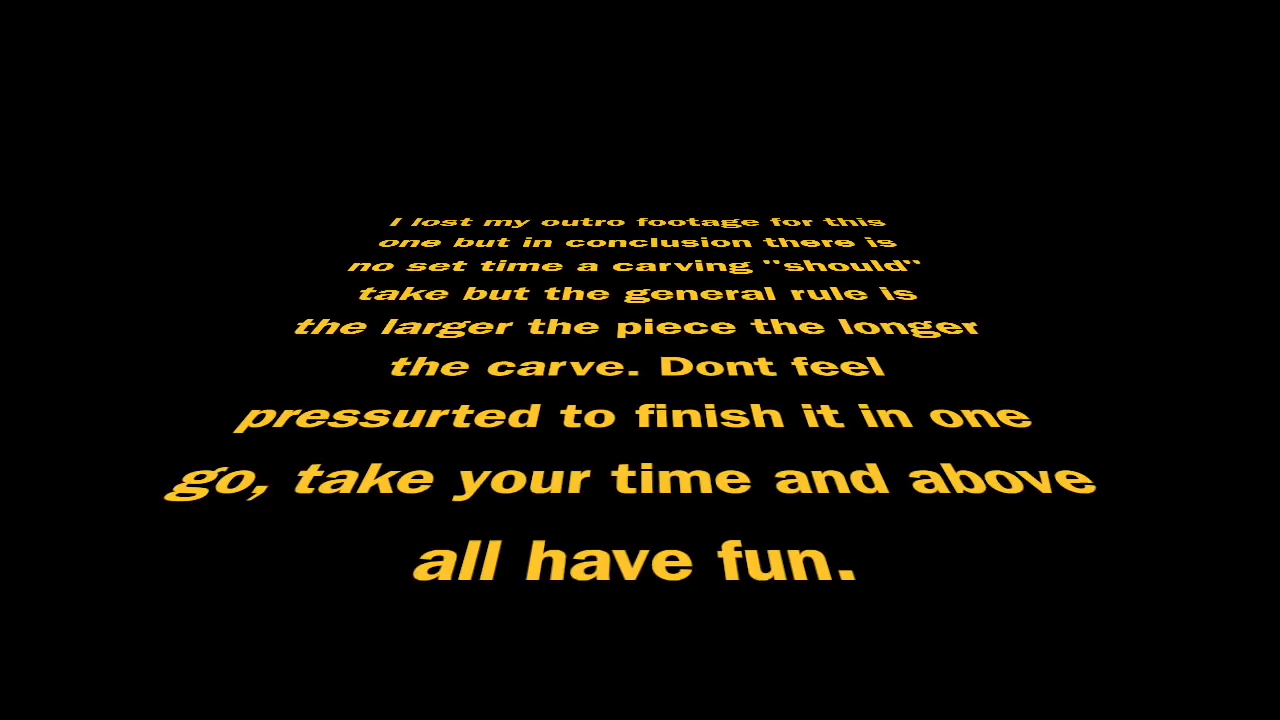 I lost my outro footage for this
one but in conclusion there is
no set time a carving "should"
take but the general rule is
the larger the piece the longer
the carve. Dont feel
pressurted to finish it in one
go, take your time and above
all have fun.